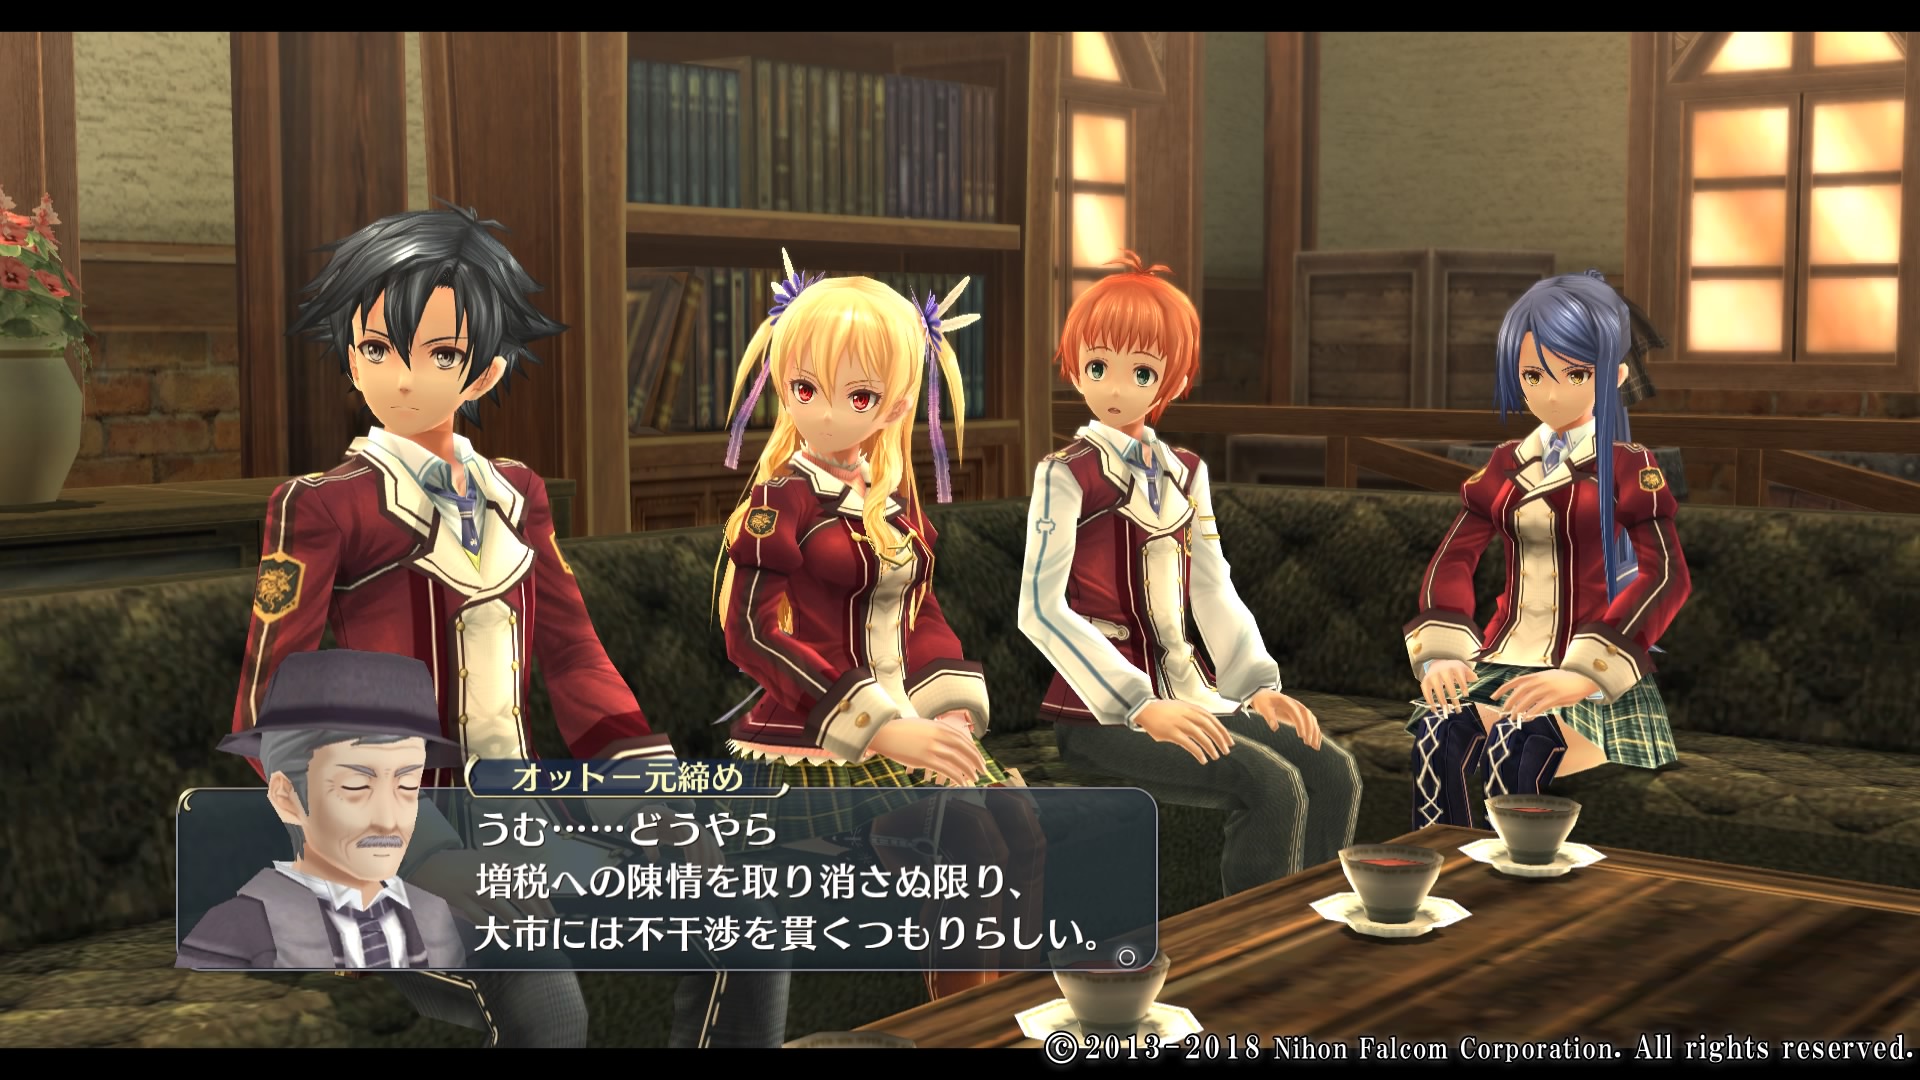 オットー元締め
うむ……どうやら
増税への陳情を取り消さぬ限り、
大市には不干渉を貫くつもりらしい。
©2013-2018 Nihon Falcom Corporation. All rights reserved.